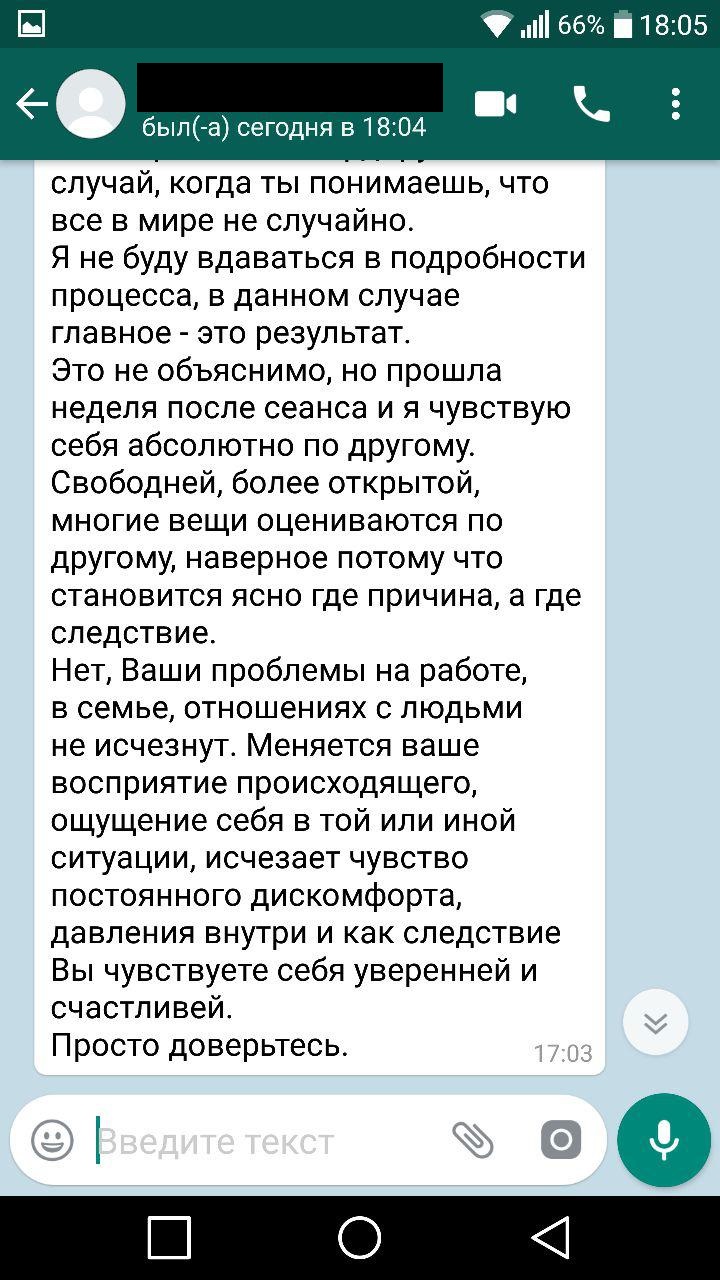 66% 18:05
был(-а) сегодня в 18:04
случай, когда ты понимаешь, что
все в мире не случайно.
Я не буду вдаваться в подробности
процесса, в данном случае
главное - это результат.
Это не объяснимо, но прошла
неделя после сеанса и я чувствую
себя абсолютно по другому.
Свободней, более открытой,
многие вещи оцениваются по
другому, наверное потому что
становится ясно где причина, а где
следствие.
Нет, Ваши проблемы на работе,
в семье, отношениях с людьми
не исчезнут. Меняется ваше
восприятие происходящего,
ощущение себя в той или иной
ситуации, исчезает чувство
постоянного дискомфорта,
давления внутри и как следствие
Вы чувствуете себя уверенней и
счастливей.
Просто доверьтесь.
17:03
Введите текст